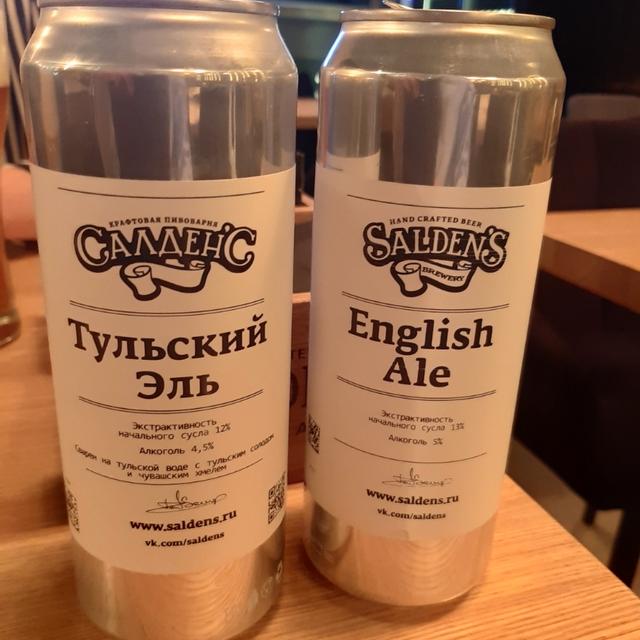 КРАФТОВАЯ ПИВОВАРНЯ
САЛДЕН'С
Тульский
Эль
Экстрактивность
начального сусла 12%
Алкоголь 4,5%
Сварен на тульской воде с тульским солодом
и чувашским хмелем
www.saldens.ru
vk.com/saldens
HAND CRAFTED BEER
SALDEN'S
BREWERY
English
Ale
Экстрактивность
начального сусла 13%
Алкоголь 5%
www.saldens.ru
vk.com/saldens